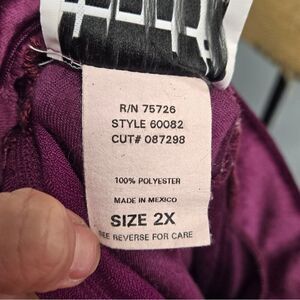 R/N 75726
STYLE 60082
CUT# 087298
100% POLYESTER
MADE IN MEXICO
SIZE 2X
SEE REVERSE FOR CARE